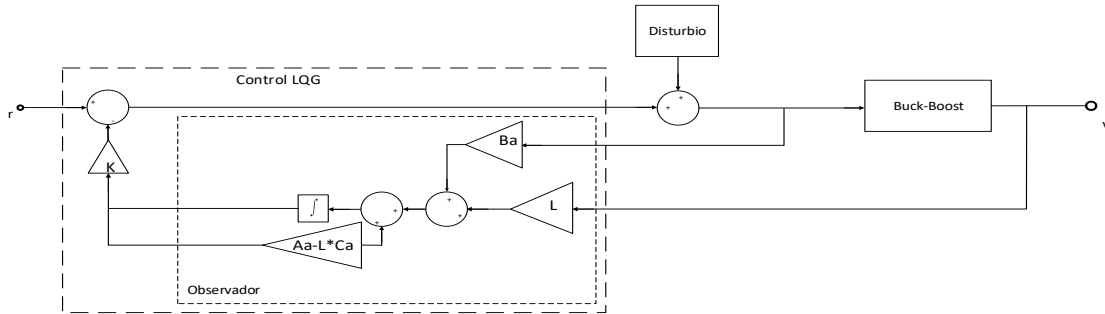 Disturbio
Control LQG
Buck-Boost
r
+
-
+
+
v
Ba
K
+
+
L
∫
+
+
Aa-L*Ca
Observador